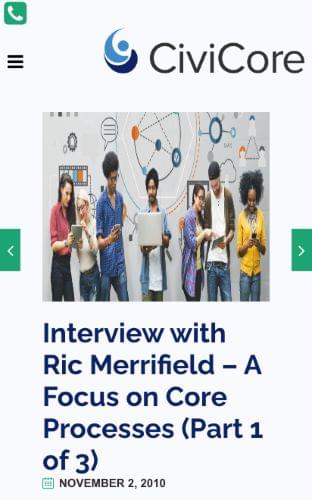 CiviCore
Interview with
Ric Merrifield – A
Focus on Core
Processes (Part 1
of 3)
NOVEMBER 2, 2010